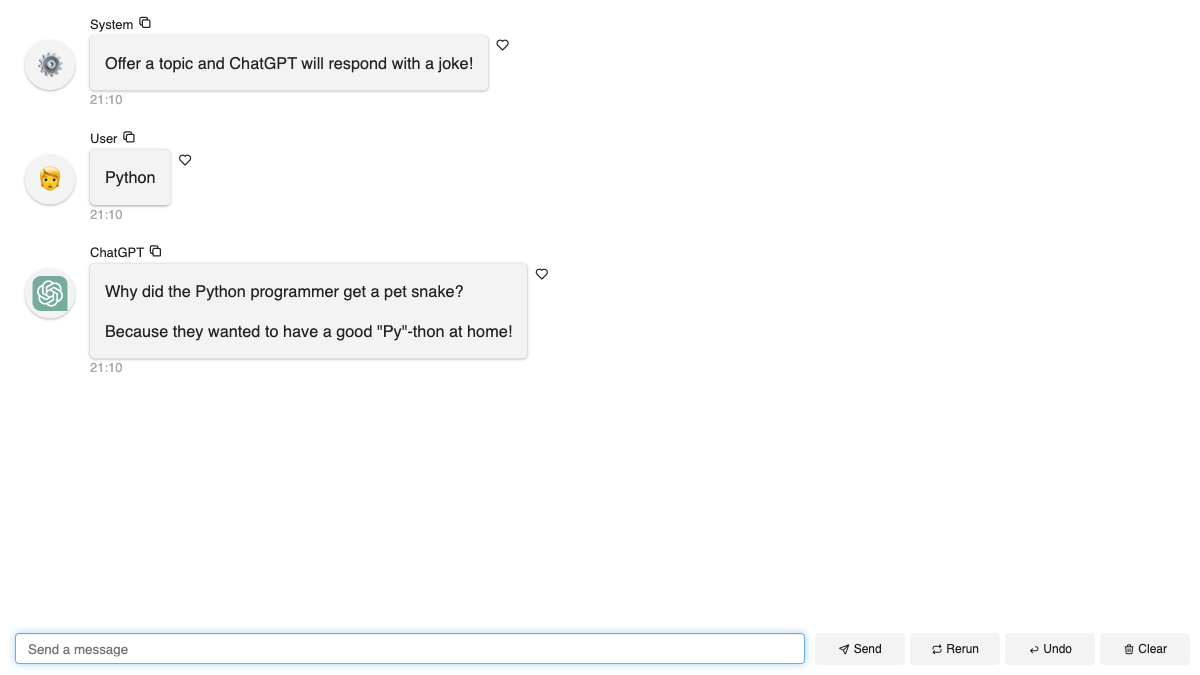 System
Offer a topic and ChatGPT will respond with a joke!
21:10
User
Python
21:10
ChatGPT
Why did the Python programmer get a pet snake?
Because they wanted to have a good "Py"-thon at home!
21:10
Send a message
Send
Rerun
Undo
Clear